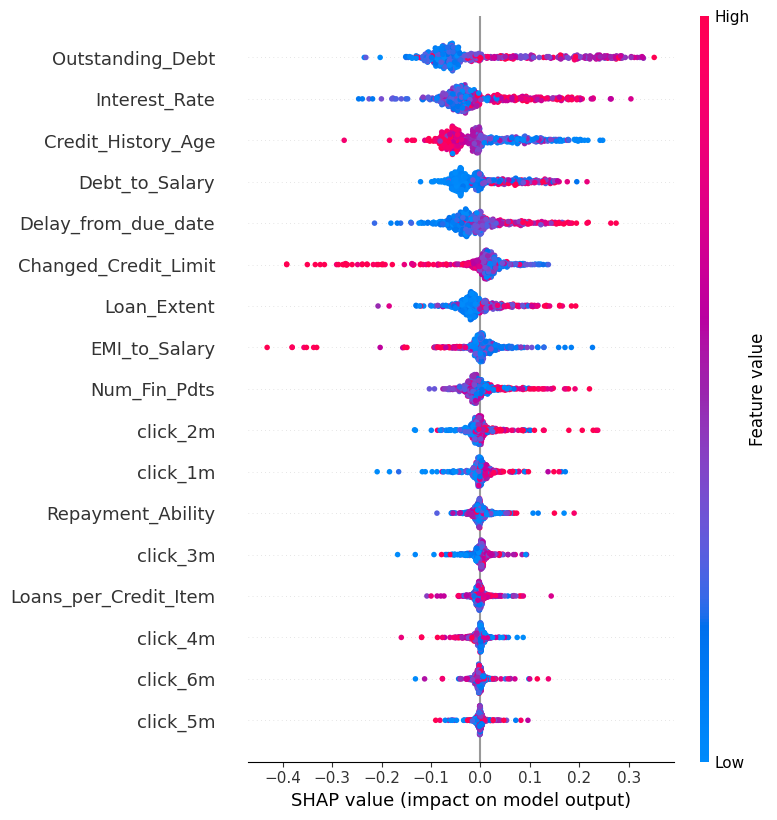 High
Outstanding_Debt
Interest_Rate
Credit_History_Age
Debt_to_Salary
Delay_from_due_date
Changed_Credit_Limit
Loan_Extent
EMI_to_Salary
Num_Fin_Pdts
click_2m
click_1m
Repayment_Ability
click_3m
Loans_per_Credit_Item
click_4m
click_6m
click_5m
Feature value
Low
−0.4 −0.3 −0.2 −0.1 0.0 0.1 0.2 0.3
SHAP value (impact on model output)